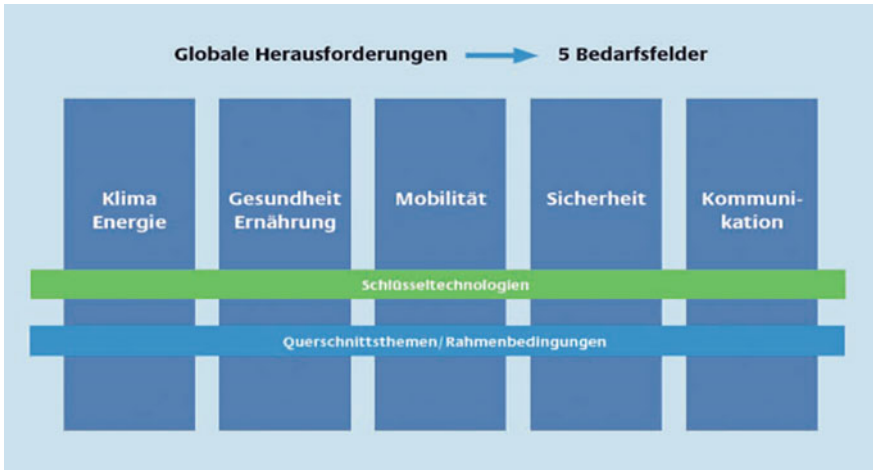 Globale Herausforderungen → 5 Bedarfsfelder
Klima
Energie
Gesundheit
Ernährung
Mobilität
Sicherheit
Kommuni-
kation
Schlüsseltechnologien
Querschnittsthemen/Rahmenbedingungen